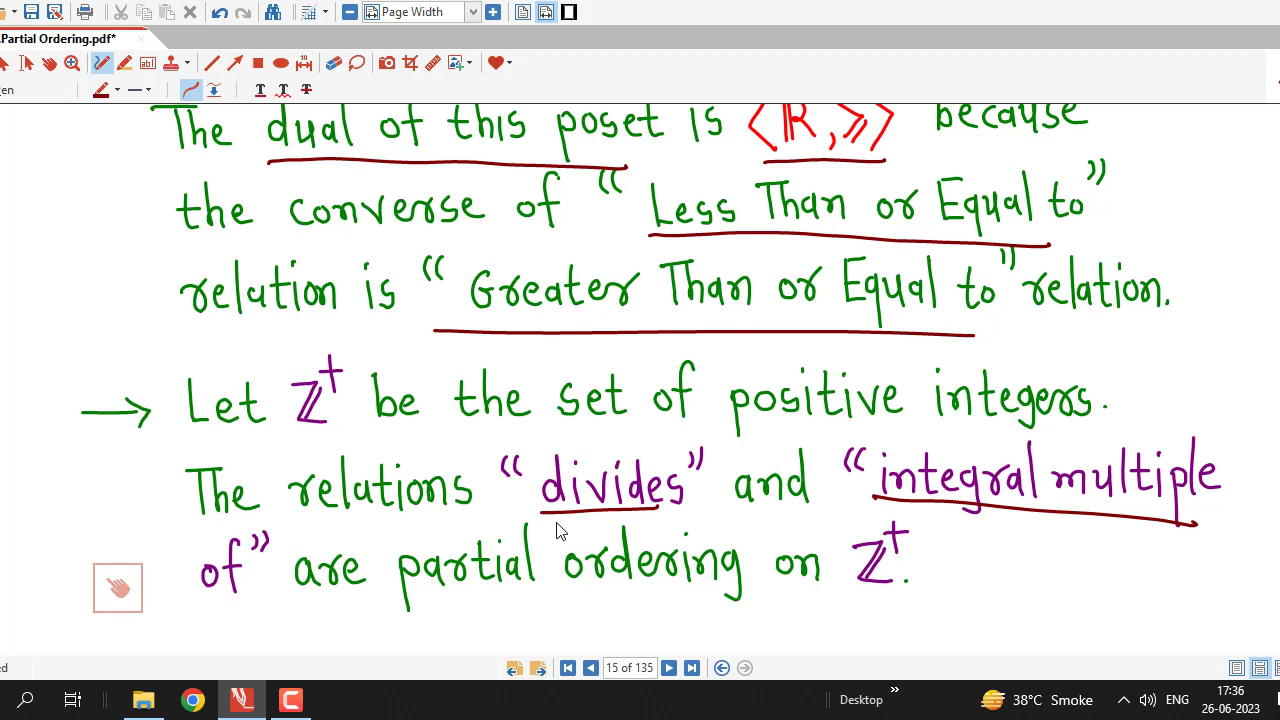 Page Width
.Partial Ordering.pdf*
The dual of this poset is ⟨ℝ, ⩾⟩ because
the converse of “Less Than or Equal to”
relation is “Greater Than or Equal to” relation.
→ Let ℤ⁺ be the set of positive integers.
The relations “divides” and “integral multiple
of” are partial ordering on ℤ⁺.
15 of 135
Desktop
»
38°C Smoke
ENG
17:36
26-06-2023